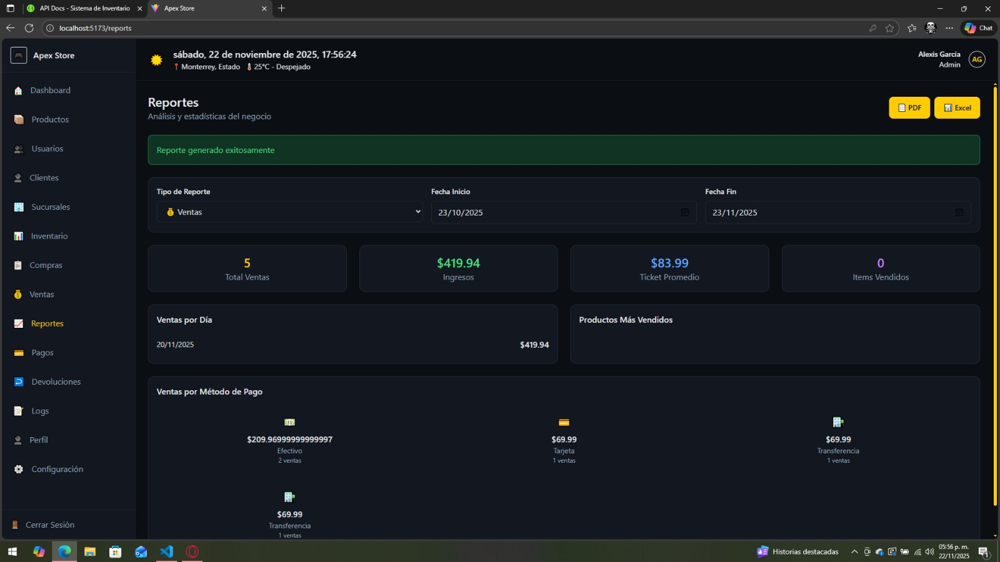 API Docs - Sistema de Inventario
Apex Store
localhost:5173/reports
Chat
Apex Store
sábado, 22 de noviembre de 2025, 17:56:24
Monterrey, Estado 25°C - Despejado
Alexis García
Admin
AG
Dashboard
Productos
Usuarios
Clientes
Sucursales
Inventario
Compras
Ventas
Reportes
Pagos
Devoluciones
Logs
Perfil
Configuración
Cerrar Sesión
Reportes
Análisis y estadísticas del negocio
PDF
Excel
Reporte generado exitosamente
Tipo de Reporte
Ventas
Fecha Inicio
23/10/2025
Fecha Fin
23/11/2025
5
Total Ventas
$419.94
Ingresos
$83.99
Ticket Promedio
0
Items Vendidos
Ventas por Día
20/11/2025 $419.94
Productos Más Vendidos
Ventas por Método de Pago
$209.96999999999997
Efectivo
2 ventas
$69.99
Tarjeta
1 ventas
$69.99
Transferencia
1 ventas
$69.99
Transferencia
1 ventas
Historias destacadas
05:56 p. m.
22/11/2025
1